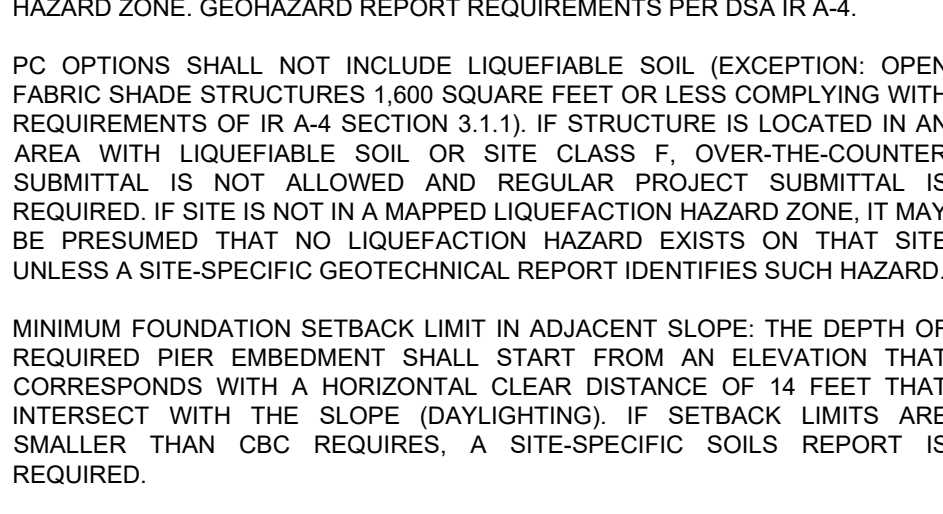 HAZARD ZONE. GEOHAZARD REPORT REQUIREMENTS PER DSA IR A-4.
PC OPTIONS SHALL NOT INCLUDE LIQUEFIABLE SOIL (EXCEPTION: OPEN
FABRIC SHADE STRUCTURES 1,600 SQUARE FEET OR LESS COMPLYING WITH
REQUIREMENTS OF IR A-4 SECTION 3.1.1). IF STRUCTURE IS LOCATED IN AN
AREA WITH LIQUEFIABLE SOIL OR SITE CLASS F, OVER-THE-COUNTER
SUBMITTAL IS NOT ALLOWED AND REGULAR PROJECT SUBMITTAL IS
REQUIRED. IF SITE IS NOT IN A MAPPED LIQUEFACTION HAZARD ZONE, IT MAY
BE PRESUMED THAT NO LIQUEFACTION HAZARD EXISTS ON THAT SITE
UNLESS A SITE-SPECIFIC GEOTECHNICAL REPORT IDENTIFIES SUCH HAZARD.
MINIMUM FOUNDATION SETBACK LIMIT IN ADJACENT SLOPE: THE DEPTH OF
REQUIRED PIER EMBEDMENT SHALL START FROM AN ELEVATION THAT
CORRESPONDS WITH A HORIZONTAL CLEAR DISTANCE OF 14 FEET THAT
INTERSECT WITH THE SLOPE (DAYLIGHTING). IF SETBACK LIMITS ARE
SMALLER THAN CBC REQUIRES, A SITE-SPECIFIC SOILS REPORT IS
REQUIRED.